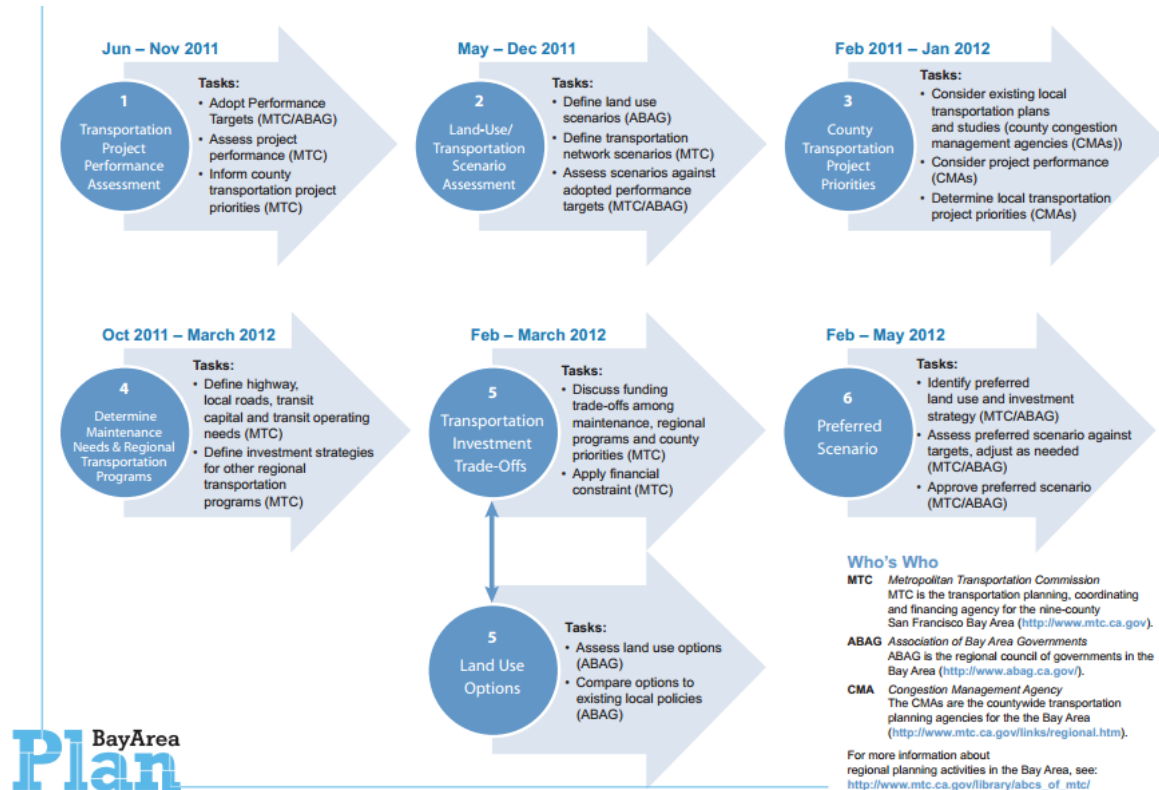 Jun – Nov 2011
1
Transportation
Project
Performance
Assessment
Tasks:
• Adopt Performance
Targets (MTC/ABAG)
• Assess project
performance (MTC)
• Inform county
transportation project
priorities (MTC)
May – Dec 2011
2
Land-Use/
Transportation
Scenario
Assessment
Tasks:
• Define land use
scenarios (ABAG)
• Define transportation
network scenarios (MTC)
• Assess scenarios against
adopted performance
targets (MTC/ABAG)
Feb 2011 – Jan 2012
3
County
Transportation
Project
Priorities
Tasks:
• Consider existing local
transportation plans
and studies (county congestion
management agencies (CMAs))
• Consider project performance
(CMAs)
• Determine local transportation
project priorities (CMAs)
Oct 2011 – March 2012
4
Determine
Maintenance
Needs & Regional
Transportation
Programs
Tasks:
• Define highway,
local roads, transit
capital and transit operating
needs (MTC)
• Define investment strategies
for other regional
transportation
programs (MTC)
Feb – March 2012
5
Transportation
Investment
Trade-Offs
Tasks:
• Discuss funding
trade-offs among
maintenance, regional
programs and county
priorities (MTC)
• Apply financial
constraint (MTC)
Feb – May 2012
6
Preferred
Scenario
Tasks:
• Identify preferred
land use and investment
strategy (MTC/ABAG)
• Assess preferred scenario against
targets, adjust as needed
(MTC/ABAG)
• Approve preferred scenario
(MTC/ABAG)
5
Land Use
Options
Tasks:
• Assess land use options
(ABAG)
• Compare options to
existing local policies
(ABAG)
Who's Who
MTC Metropolitan Transportation Commission
MTC is the transportation planning, coordinating
and financing agency for the nine-county
San Francisco Bay Area (http://www.mtc.ca.gov).
ABAG Association of Bay Area Governments
ABAG is the regional council of governments in the
Bay Area (http://www.abag.ca.gov/).
CMA Congestion Management Agency
The CMAs are the countywide transportation
planning agencies for the the Bay Area
(http://www.mtc.ca.gov/links/regional.htm).
For more information about
regional planning activities in the Bay Area, see:
http://www.mtc.ca.gov/library/abcs_of_mtc/
BayArea
Plan